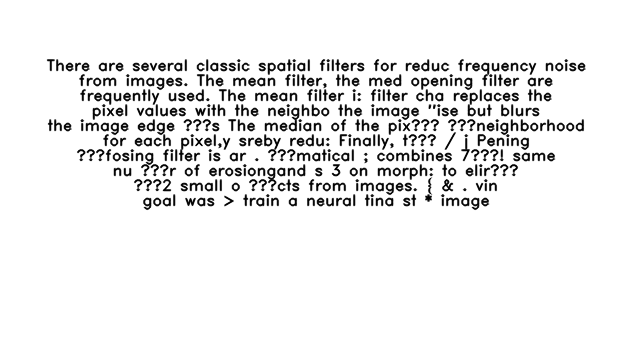 There are several classic spatial filters for reduc frequency noise
from images. The mean filter, the med opening filter are
frequently used. The mean filter i: filter cha replaces the
pixel values with the neighbo the image "ise but blurs
the image edge ???s The median of the pix??? ???neighborhood
for each pixel,y sreby redu: Finally, t??? / j Pening
???fosing filter is ar . ???matical ; combines 7???! same
nu ???r of erosiongand s 3 on morph: to elir???
???2 small o ???cts from images. { & . vin
goal was > train a neural tina st * image